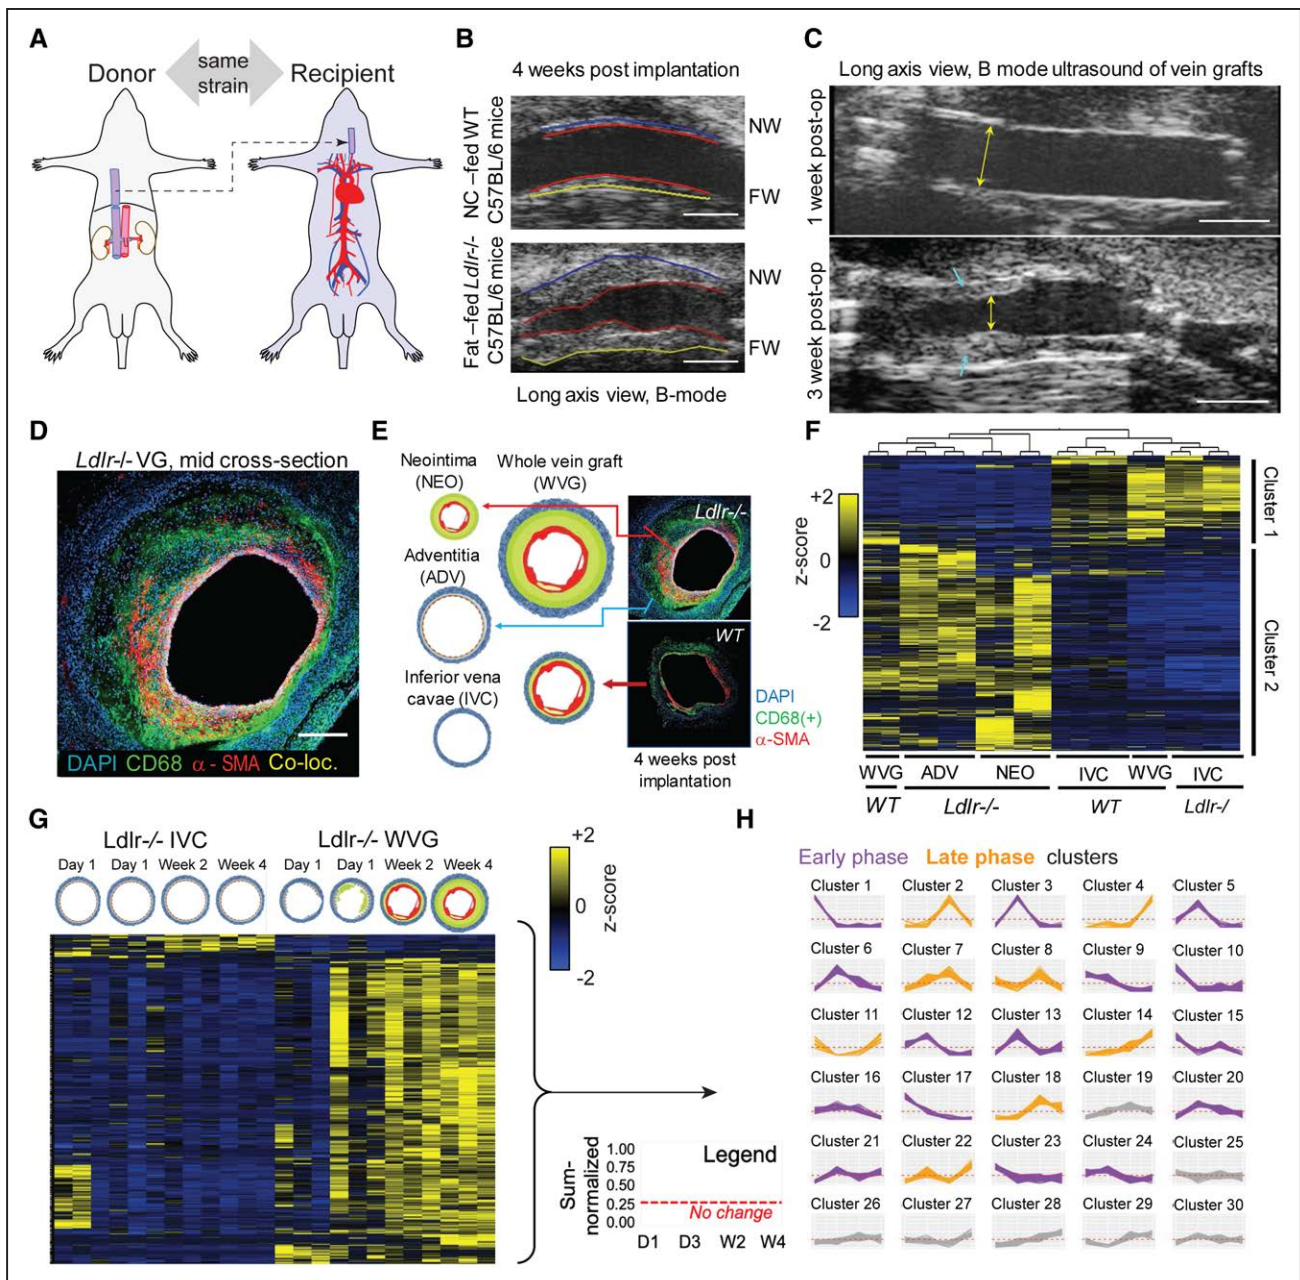 A
Donor
same
strain
Recipient
B
4 weeks post implantation
NC –fed WT
C57BL/6 mice
NW
FW
Fat –fed Ldlr-/-
C57BL/6 mice
NW
FW
Long axis view, B-mode
C
Long axis view, B mode ultrasound of vein grafts
1 week post-op
3 week post-op
D
Ldlr-/- VG, mid cross-section
DAPI CD68 α - SMA Co-loc.
E
Neointima
(NEO)
Whole vein graft
(WVG)
Adventitia
(ADV)
Inferior vena
cavae (IVC)
Ldlr-/-
WT
DAPI
CD68(+)
α-SMA
4 weeks post
implantation
F
+2
0
-2
z-score
Cluster 1
Cluster 2
WVG ADV NEO IVC WVG IVC
WT Ldlr-/- WT Ldlr-/
G
Ldlr-/- IVC Ldlr-/- WVG
Day 1 Day 1 Week 2 Week 4 Day 1 Day 1 Week 2 Week 4
+2
0
-2
z-score
Sum-
normalized
1.00
0.75
0.50
0.25
0.00
Legend
No change
D1 D3 W2 W4
H
Early phase Late phase clusters
Cluster 1 Cluster 2 Cluster 3 Cluster 4 Cluster 5
Cluster 6 Cluster 7 Cluster 8 Cluster 9 Cluster 10
Cluster 11 Cluster 12 Cluster 13 Cluster 14 Cluster 15
Cluster 16 Cluster 17 Cluster 18 Cluster 19 Cluster 20
Cluster 21 Cluster 22 Cluster 23 Cluster 24 Cluster 25
Cluster 26 Cluster 27 Cluster 28 Cluster 29 Cluster 30